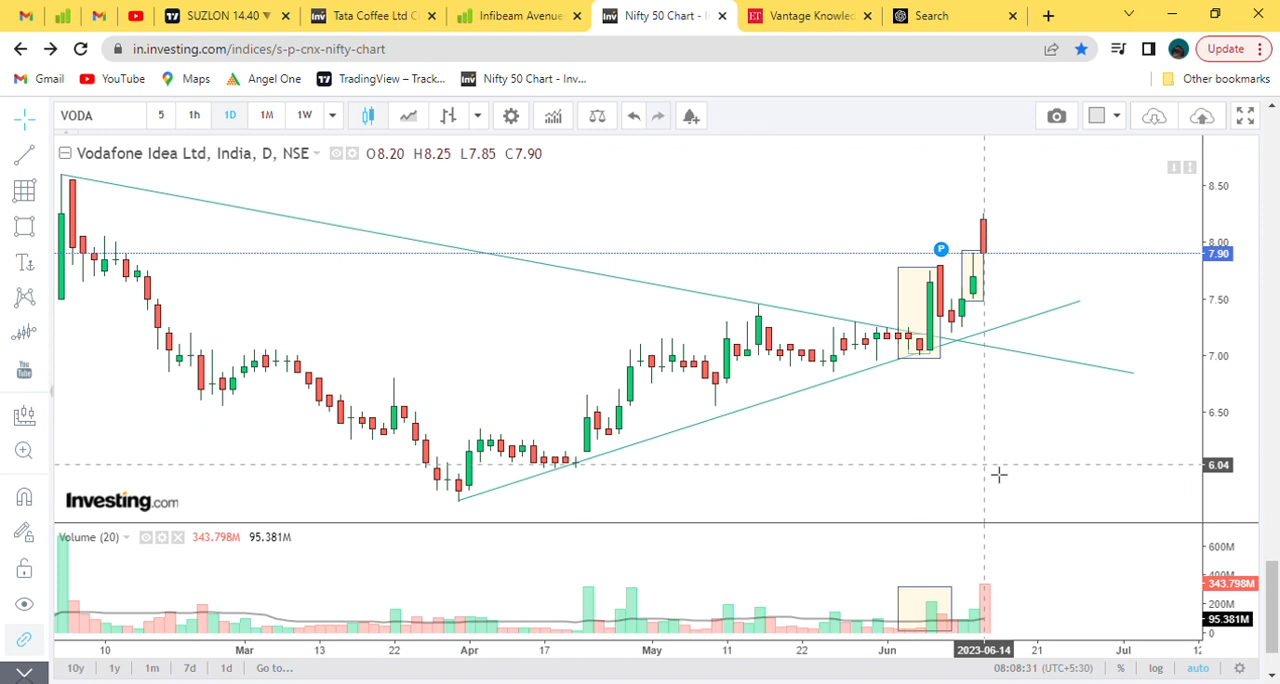 SUZLON 14.40 ▼
Tata Coffee Ltd C
Infibeam Avenue
Nifty 50 Chart - I
Vantage Knowled
Search
in.investing.com/indices/s-p-cnx-nifty-chart
Update
Gmail
YouTube
Maps
Angel One
TradingView – Track...
Nifty 50 Chart - Inv...
Other bookmarks
VODA
5
1h
1D
1M
1W
Vodafone Idea Ltd, India, D, NSE
O8.20 H8.25 L7.85 C7.90
P
8.50
8.00
7.90
7.50
7.00
6.50
6.04
You
Tube
Investing.com
Volume (20)
343.798M 95.381M
600M
400M
343.798M
200M
95.381M
0
10
Mar
13
22
Apr
17
May
11
22
Jun
2023-06-14
21
Jul
12
10y
1y
1m
7d
1d
Go to...
08:08:31 (UTC+5:30)
%
log
auto